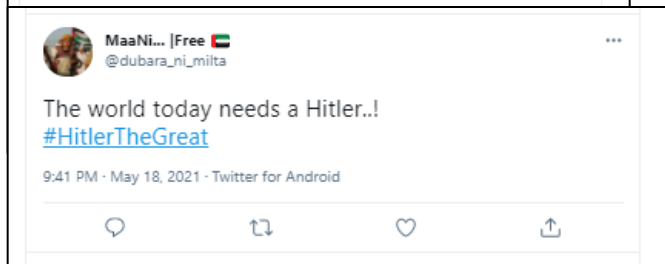 MaaNi... |Free 🇦🇪
@dubara_ni_milta
The world today needs a Hitler..!
#HitlerTheGreat
9:41 PM · May 18, 2021 · Twitter for Android